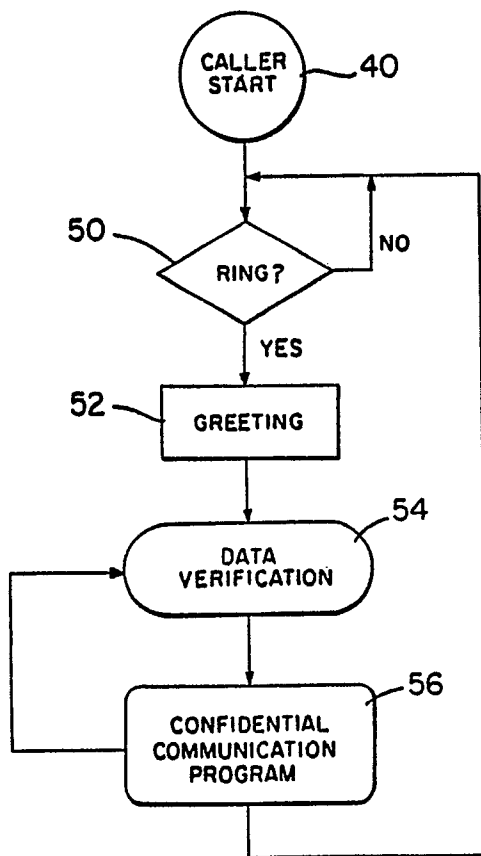 CALLER
START
40
50
RING?
NO
YES
52
GREETING
54
DATA
VERIFICATION
56
CONFIDENTIAL
COMMUNICATION
PROGRAM